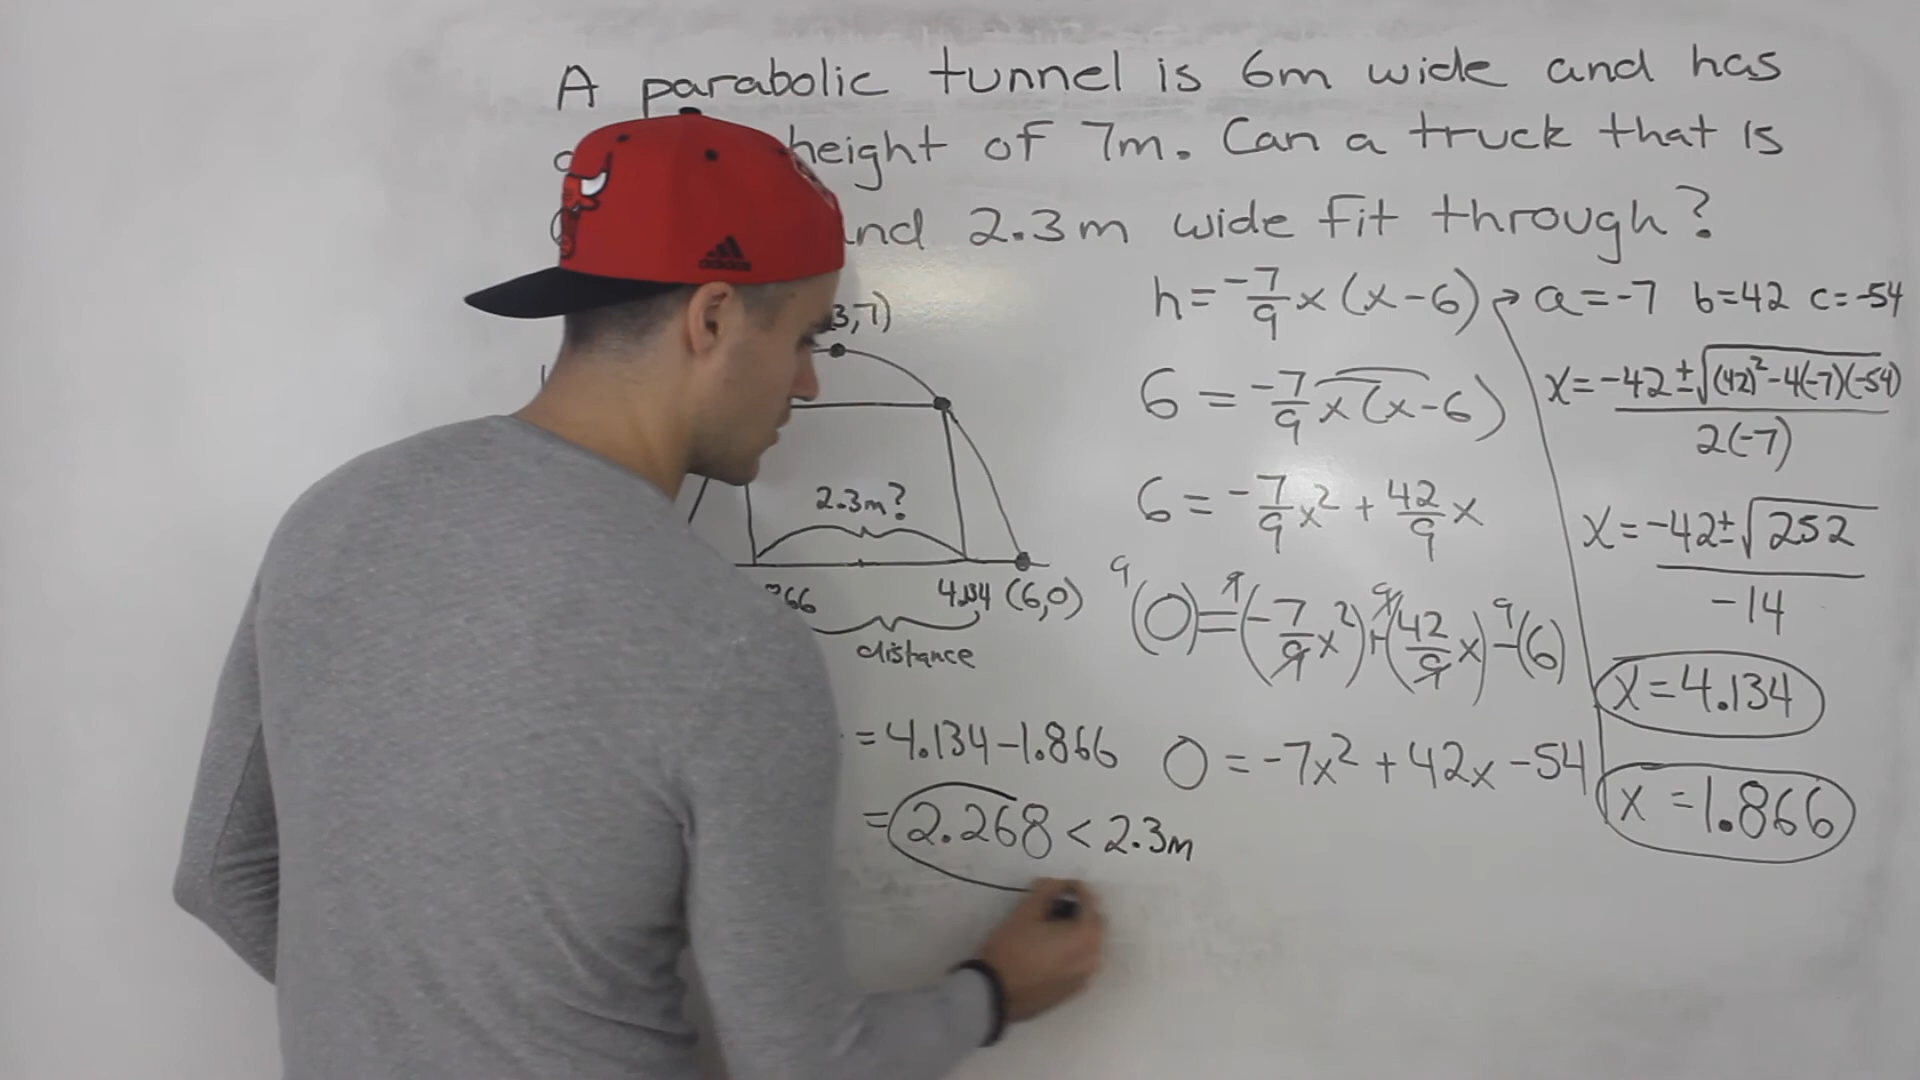 A parabolic tunnel is 6m wide and has
height of 7m. Can a truck that is
2.3m wide fit through?
3,7)
2.3m?
4.134 (6,0)
distance
= 4.134-1.866
= 2.268 < 2.3m
h = -7/9 x (x-6)
6 = -7/9 x (x-6)
6 = -7/9 x² + 42/9 x
9(0) = 9(-7/9 x²) + 9(42/9 x) - 9(6)
0 = -7x² + 42x - 54
→ a = -7 b=42 c=-54
x = -42 ± √(42)² - 4(-7)(-54) / 2(-7)
x = -42 ± √252 / -14
x = 4.134
x = 1.866
adidas